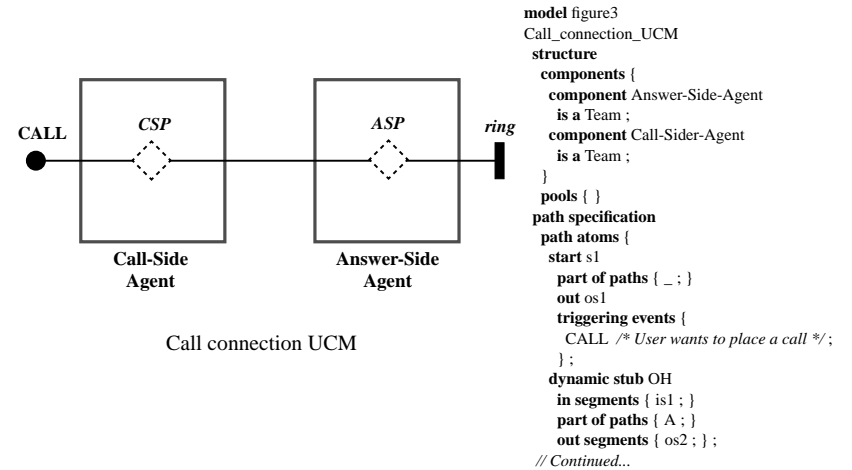 CALL
CSP
ASP
ring
Call-Side
Agent
Answer-Side
Agent
Call connection UCM
model figure3
Call_connection_UCM
structure
components {
component Answer-Side-Agent
is a Team ;
component Call-Sider-Agent
is a Team ;
}
pools { }
path specification
path atoms {
start s1
part of paths { _ ; }
out os1
triggering events {
CALL /* User wants to place a call */ ;
} ;
dynamic stub OH
in segments { is1 ; }
part of paths { A ; }
out segments { os2 ; } ;
// Continued...